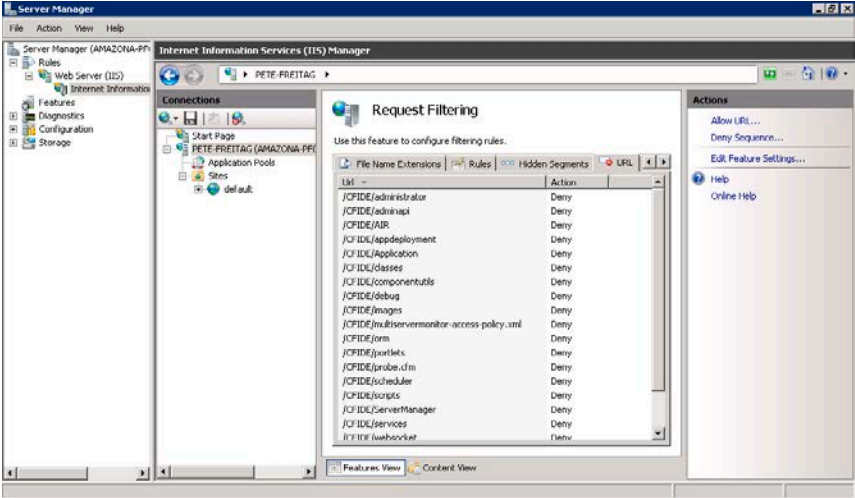 Server Manager
File Action View Help
Server Manager (AMAZONA-PF
Roles
Web Server (IIS)
Internet Informatio
Features
Diagnostics
Configuration
Storage
Internet Information Services (IIS) Manager
PETE-FREITAG
Connections
Start Page
PETE-FREITAG (AMAZONA-PF
Application Pools
Sites
default
Request Filtering
Use this feature to configure filtering rules.
File Name Extensions Rules Hidden Segments URL
Url Action
/CFIDE/administrator Deny
/CFIDE/adminapi Deny
/CFIDE/AIR Deny
/CFIDE/appdeployment Deny
/CFIDE/Application Deny
/CFIDE/classes Deny
/CFIDE/componentutils Deny
/CFIDE/debug Deny
/CFIDE/images Deny
/CFIDE/multiservermonitor-access-policy.xml Deny
/CFIDE/orm Deny
/CFIDE/portlets Deny
/CFIDE/probe.cfm Deny
/CFIDE/scheduler Deny
/CFIDE/scripts Deny
/CFIDE/ServerManager Deny
/CFIDE/services Deny
/CFIDE/websocket Deny
Features View Content View
Actions
Allow URL...
Deny Sequence...
Edit Feature Settings...
Help
Online Help